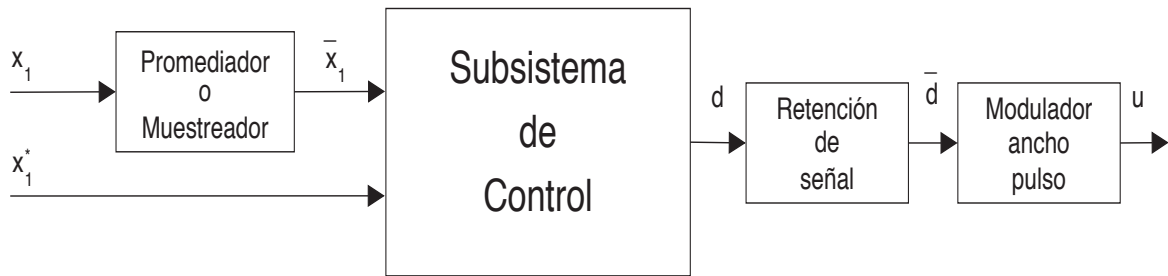 x1
Promediador
o
Muestreador
x̄1
x1*
Subsistema
de
Control
d
Retención
de
señal
d̄
Modulador
ancho
pulso
u